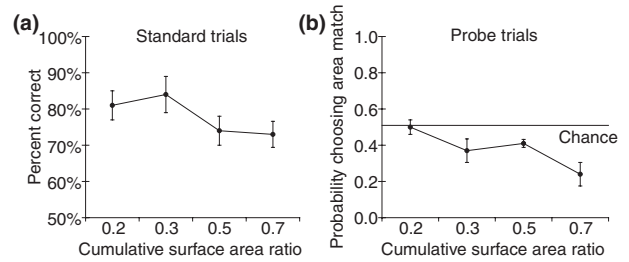 (a)
Standard trials
Percent correct
100%
90%
80%
70%
60%
50%
0.2 0.3 0.5 0.7
Cumulative surface area ratio
(b)
Probe trials
Probability choosing area match
1.0
0.8
0.6
0.4
0.2
0.0
Chance
0.2 0.3 0.5 0.7
Cumulative surface area ratio